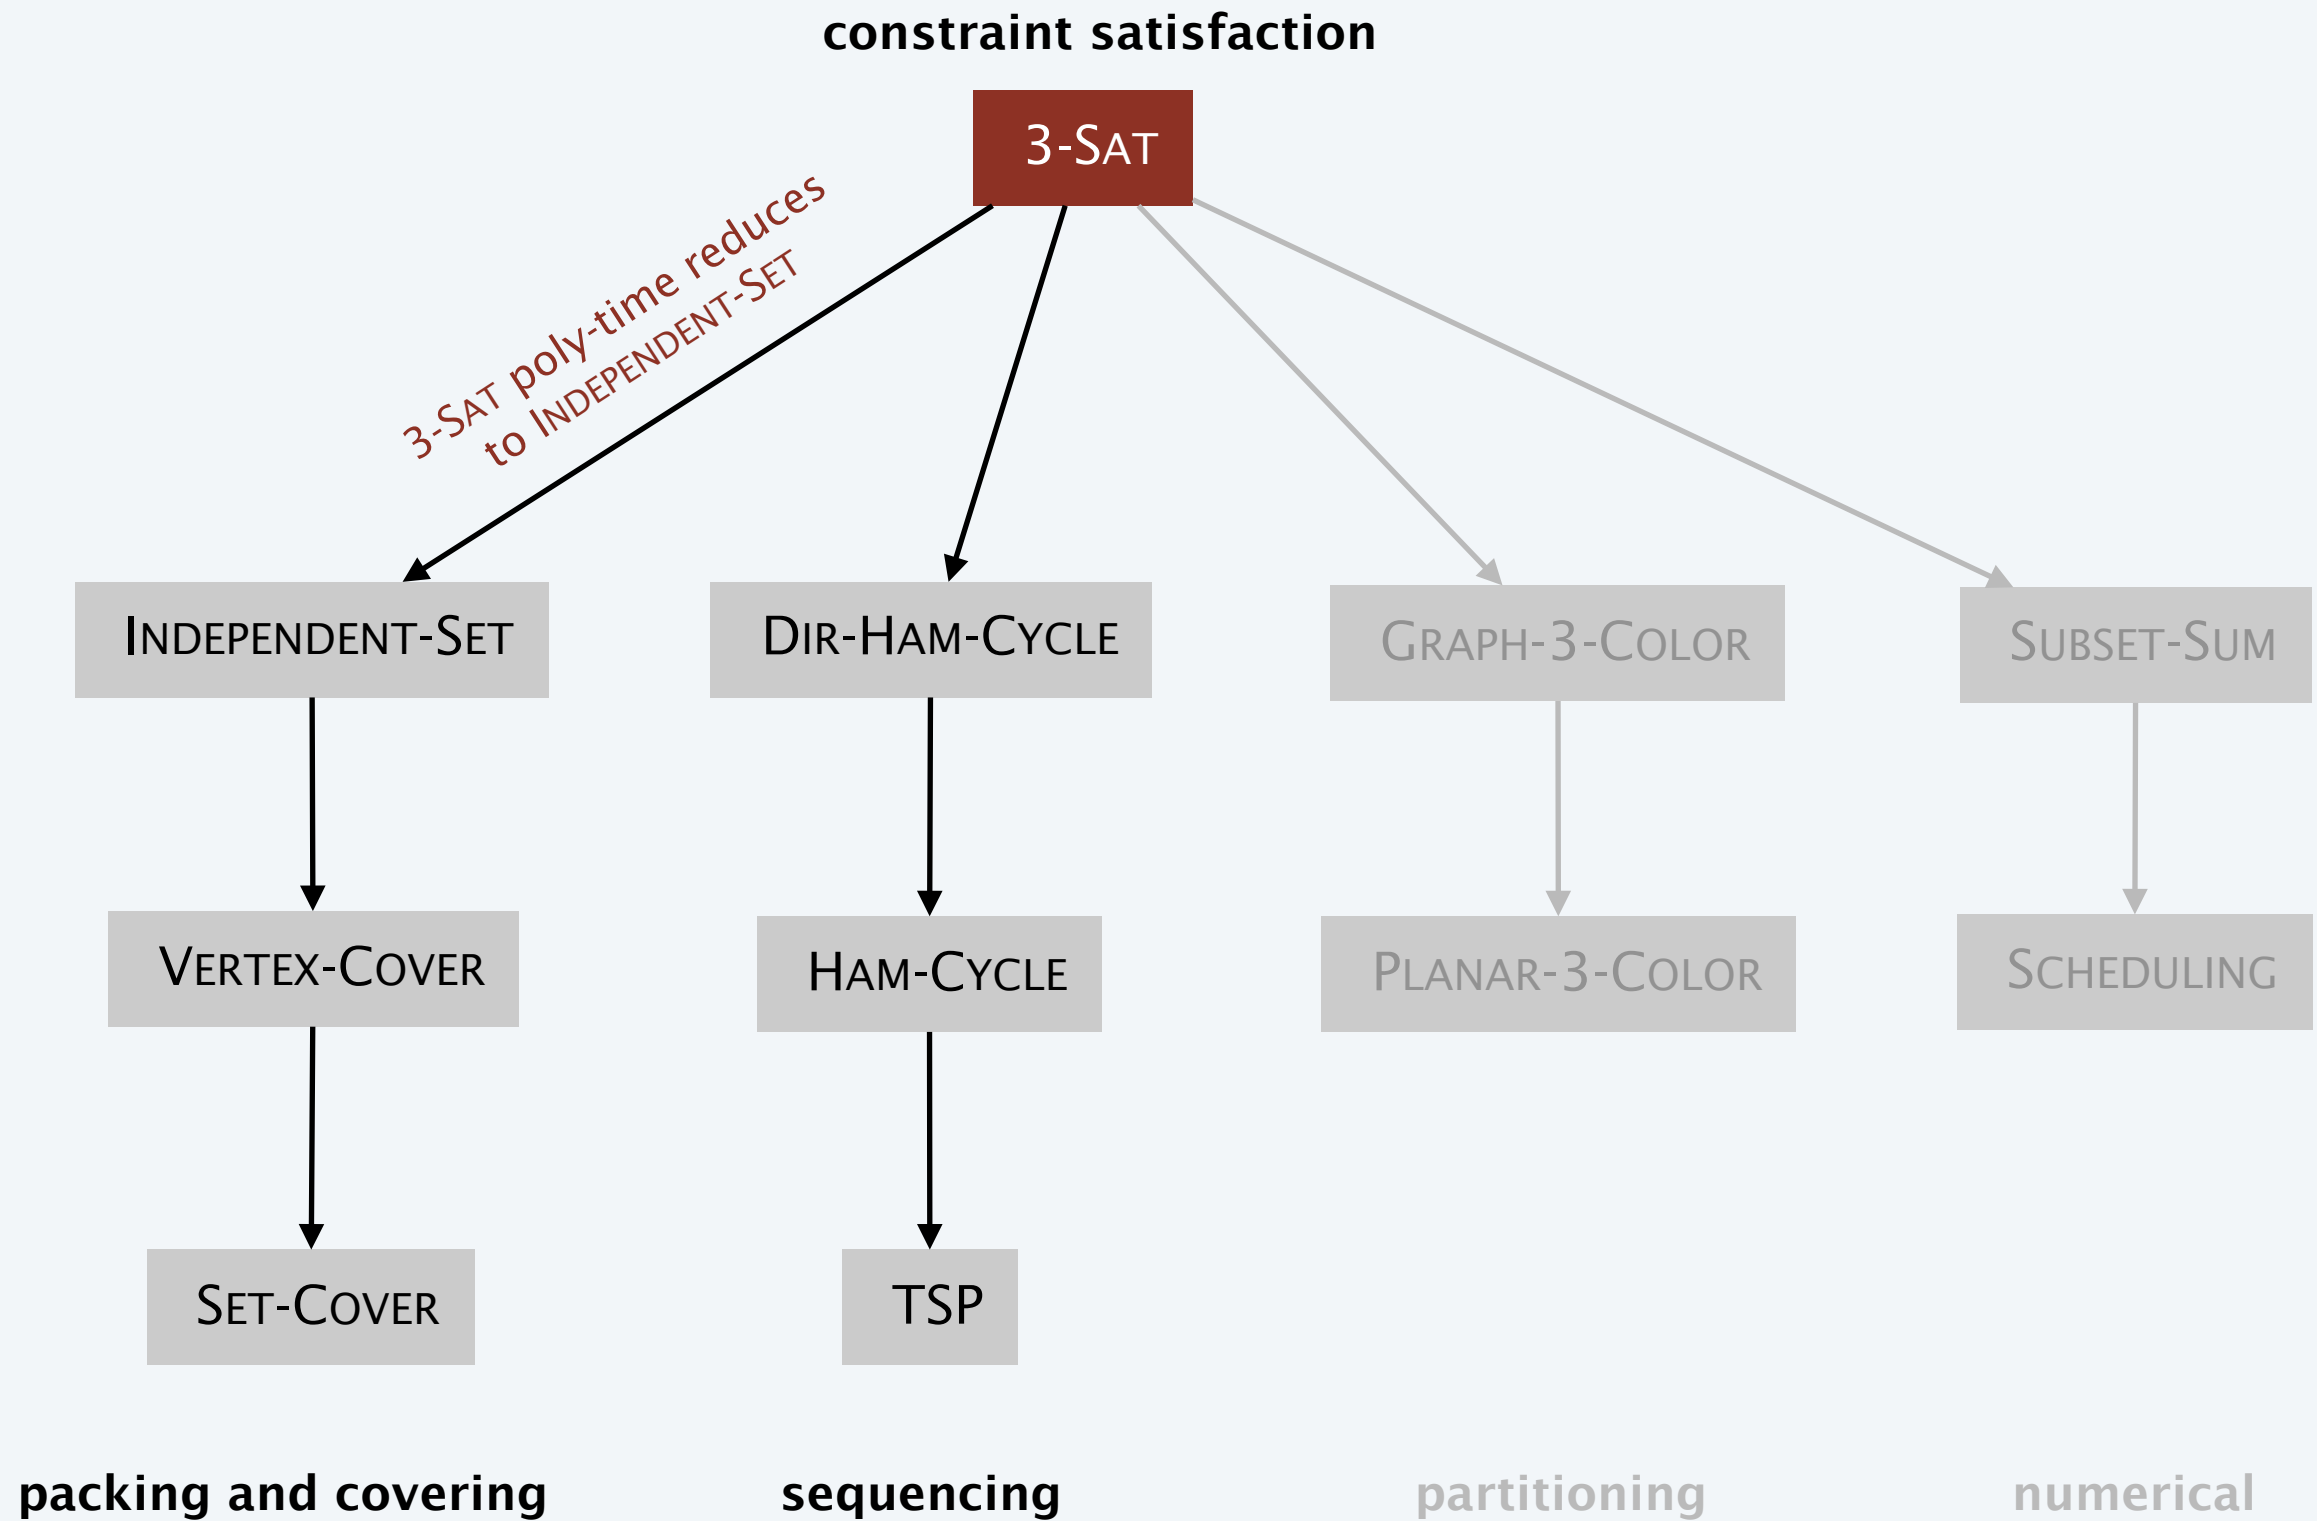 constraint satisfaction
3-SAT
3-SAT poly-time reduces
to INDEPENDENT-SET
INDEPENDENT-SET
DIR-HAM-CYCLE
GRAPH-3-COLOR
SUBSET-SUM
VERTEX-COVER
HAM-CYCLE
PLANAR-3-COLOR
SCHEDULING
SET-COVER
TSP
packing and covering
sequencing
partitioning
numerical